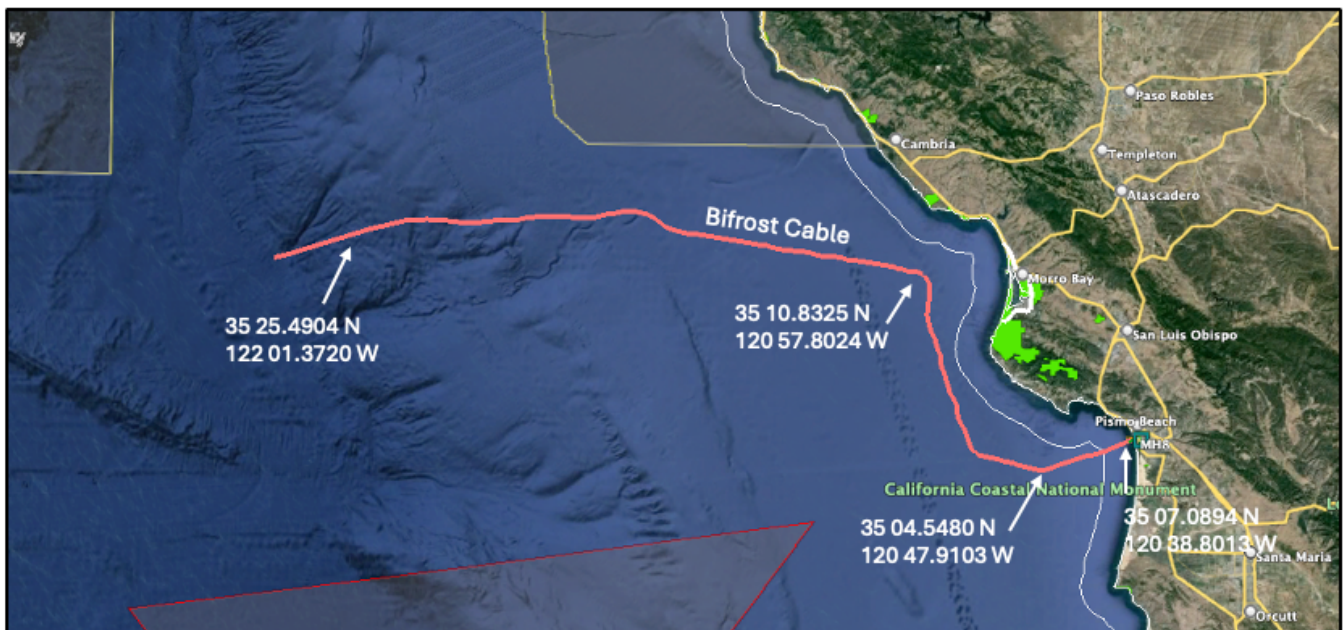 Paso Robles
Cambria
Templeton
Atascadero
Bifrost Cable
Morro Bay
35 25.4904 N
122 01.3720 W
35 10.8325 N
120 57.8024 W
San Luis Obispo
Pismo Beach
California Coastal National Monument
35 04.5480 N
120 47.9103 W
35 07.0894 N
120 38.8013 W
Santa Maria
Orcutt